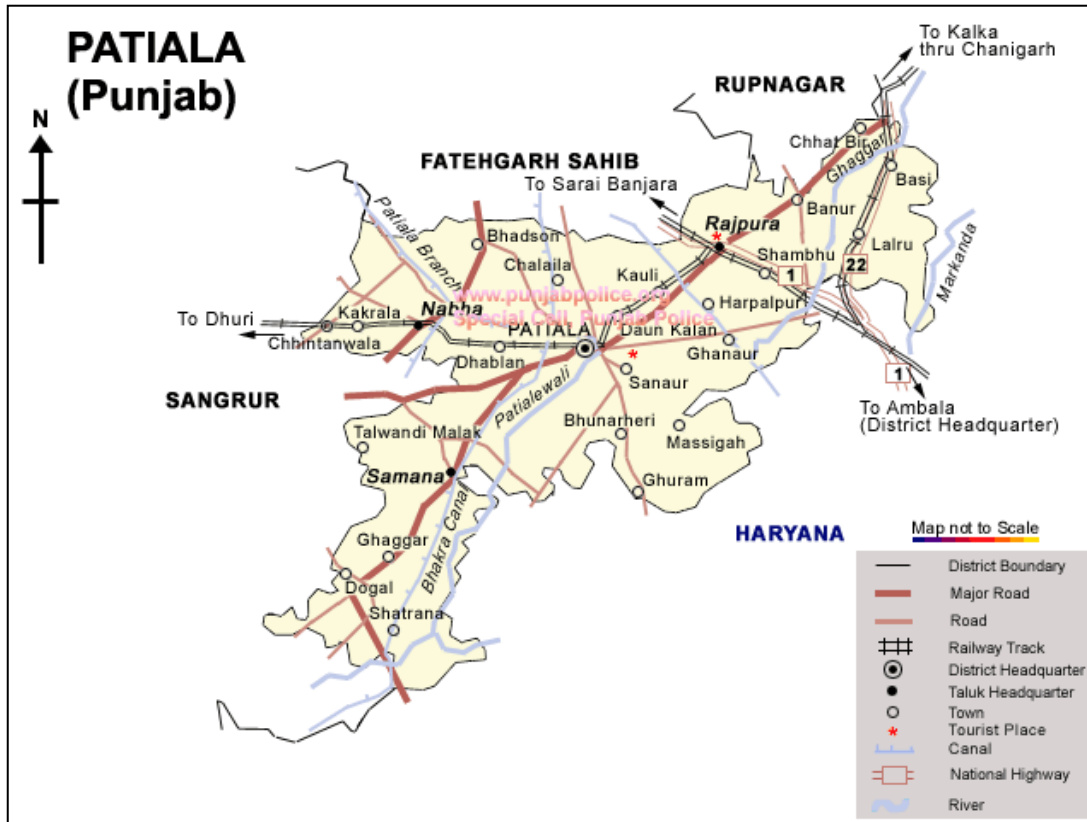 PATIALA
(Punjab)
N
To Kalka
thru Chanigarh
RUPNAGAR
Chhat Bir
Ghaggar
FATEHGARH SAHIB
Basi
To Sarai Banjara
Patiala Branch
Banur
Rajpura
Bhadson
Lalru
Markanda
Chalaila
Kauli
Shambhu
1
22
www.punjabpolice.org
Nabha
Harpalpur
Special Cell, Punjab Police
To Dhuri
Kakrala
PATIALA
Daun Kalan
Chhintanwala
Dhablan
Ghanaur
Sanaur
1
SANGRUR
Patialewali
To Ambala
(District Headquarter)
Bhunarheri
Massigah
Talwandi Malak
Samana
Ghuram
Bhakra Canal
HARYANA
Map not to Scale
Ghaggar
Dogal
Shatrana
District Boundary
Major Road
Road
Railway Track
District Headquarter
Taluk Headquarter
Town
Tourist Place
Canal
National Highway
River